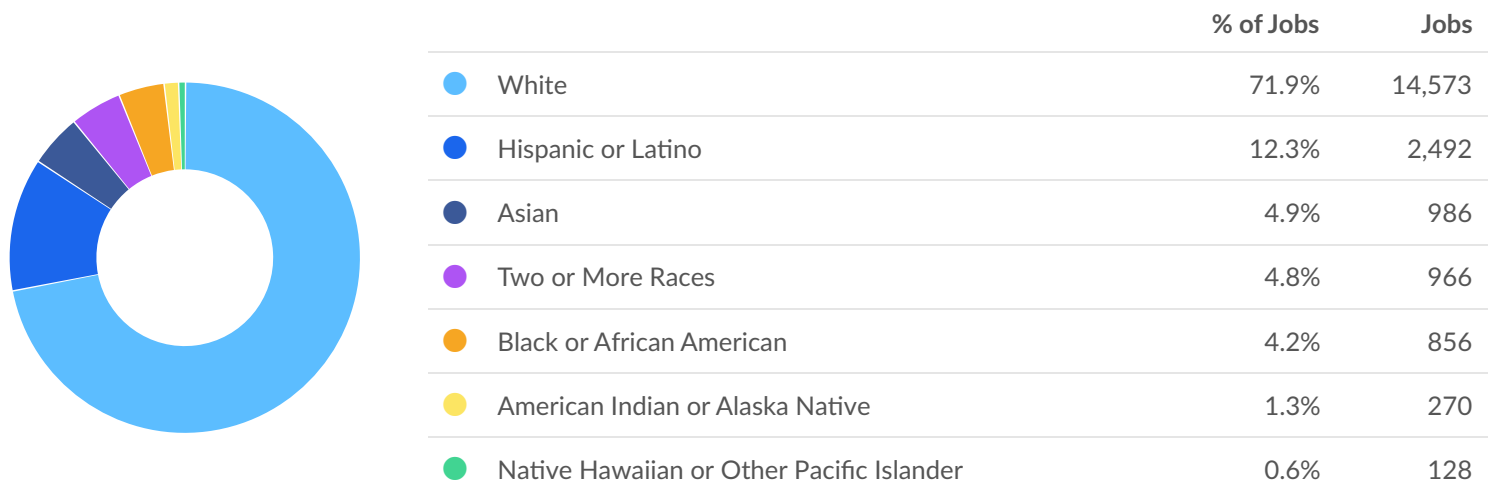 % of Jobs Jobs
White 71.9% 14,573
Hispanic or Latino 12.3% 2,492
Asian 4.9% 986
Two or More Races 4.8% 966
Black or African American 4.2% 856
American Indian or Alaska Native 1.3% 270
Native Hawaiian or Other Pacific Islander 0.6% 128